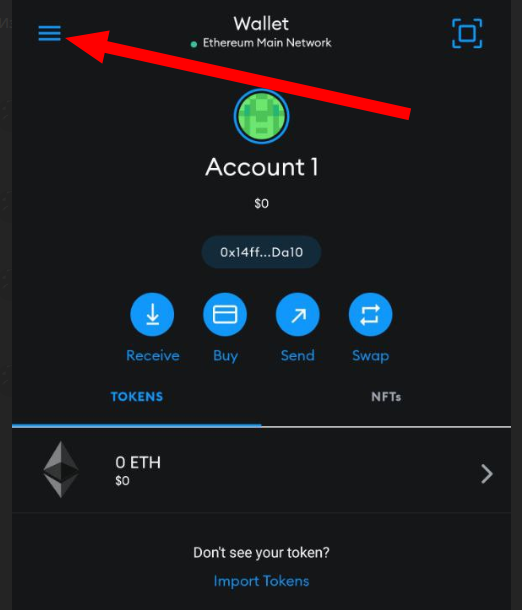 Wallet
Ethereum Main Network
Account 1
$0
0x14ff...Da10
Receive Buy Send Swap
TOKENS NFTs
0 ETH
$0
Don't see your token?
Import Tokens